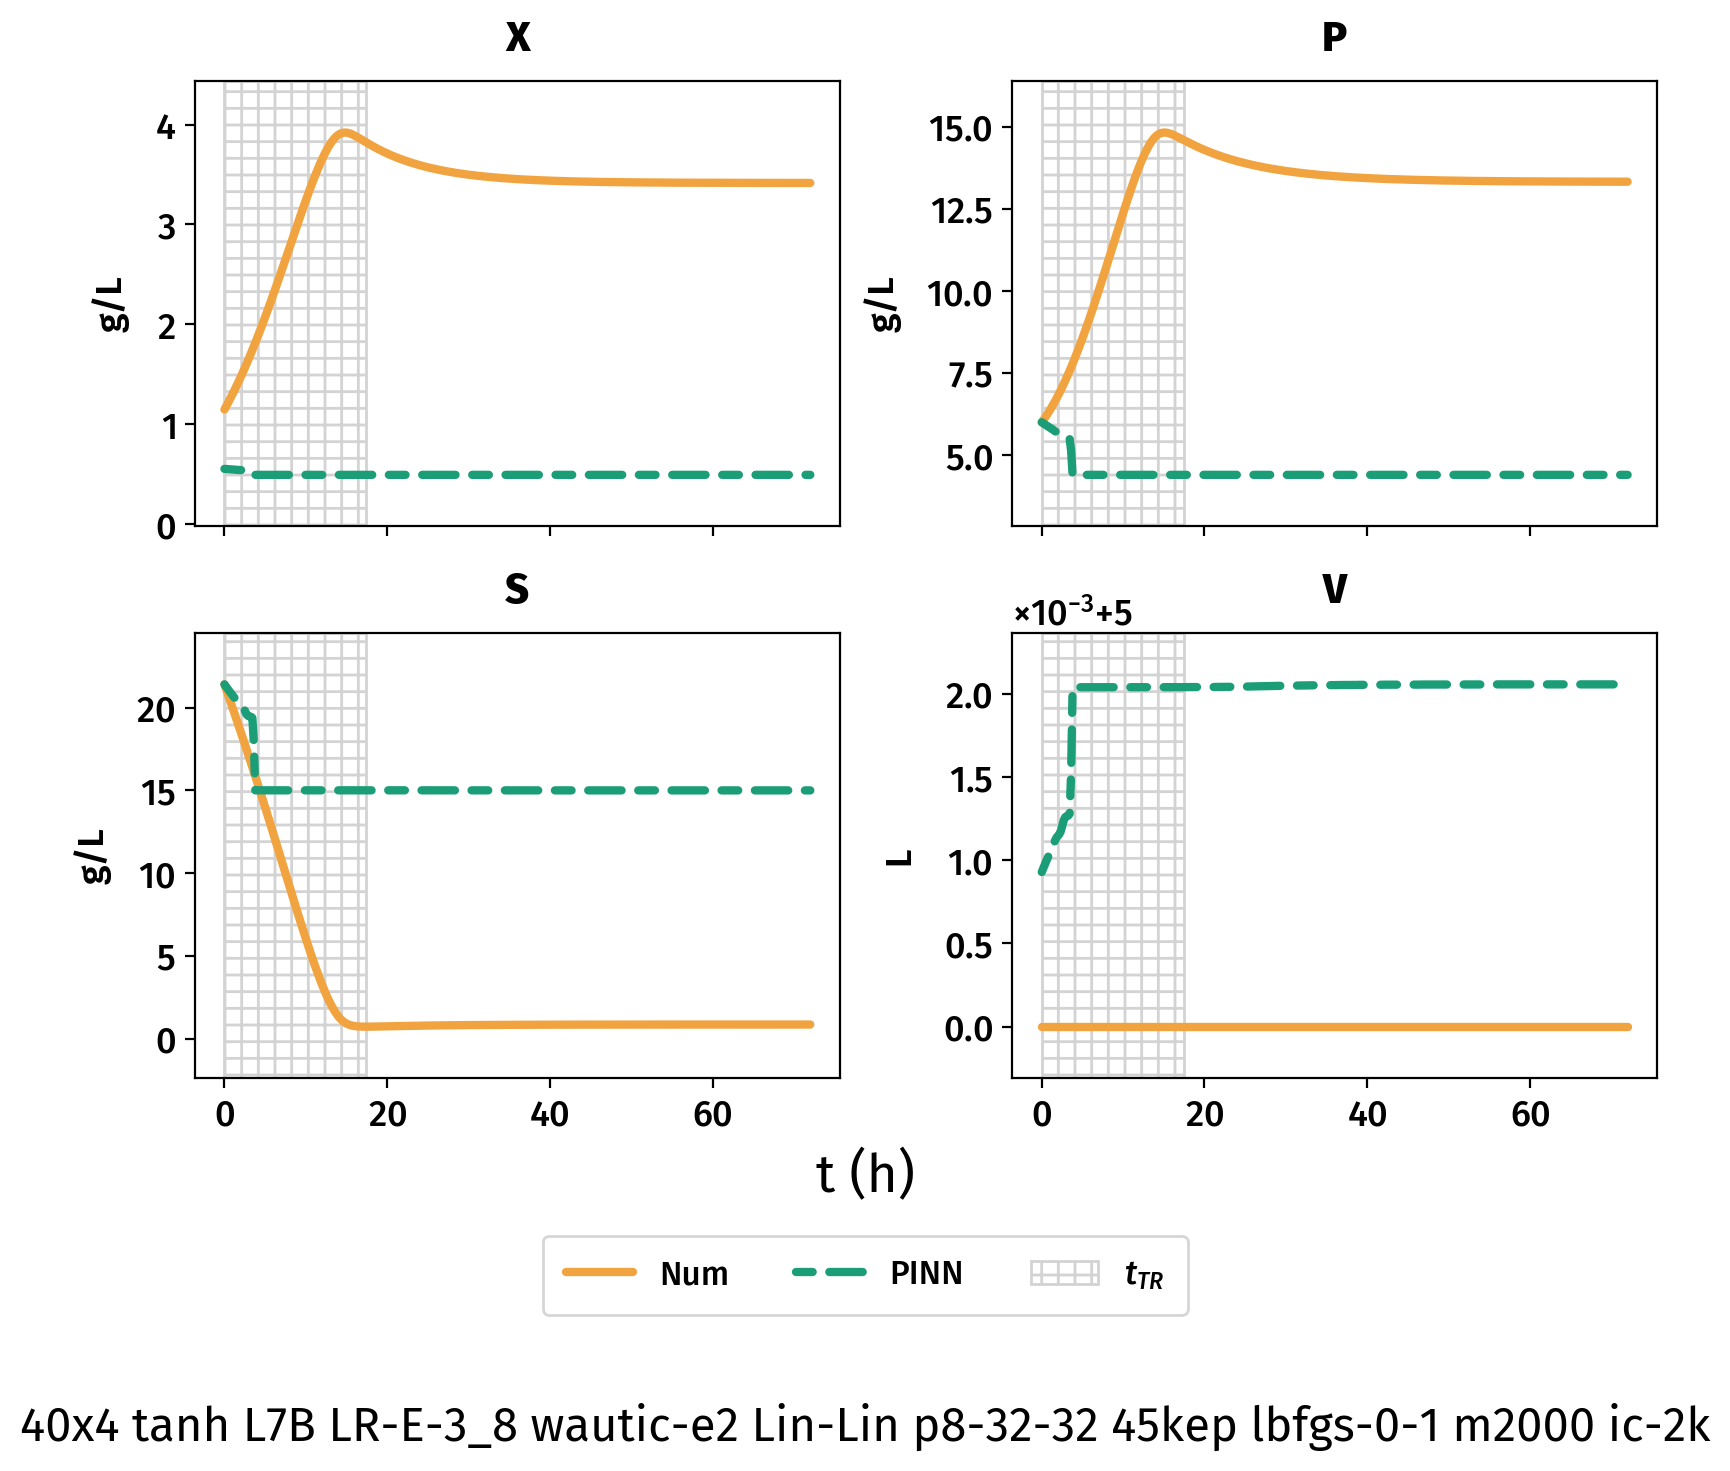 X
P
4
3
2
1
0
g/L
15.0
12.5
10.0
7.5
5.0
g/L
S
V
×10⁻³+5
20
15
10
5
0
g/L
2.0
1.5
1.0
0.5
0.0
L
0 20 40 60
0 20 40 60
t (h)
Num PINN t_TR
40x4 tanh L7B LR-E-3_8 wautic-e2 Lin-Lin p8-32-32 45kep lbfgs-0-1 m2000 ic-2k